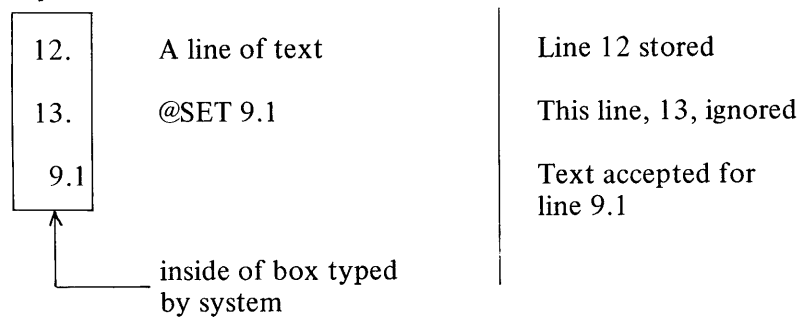 12. A line of text Line 12 stored
13. @SET 9.1 This line, 13, ignored
9.1 Text accepted for
line 9.1
inside of box typed
by system